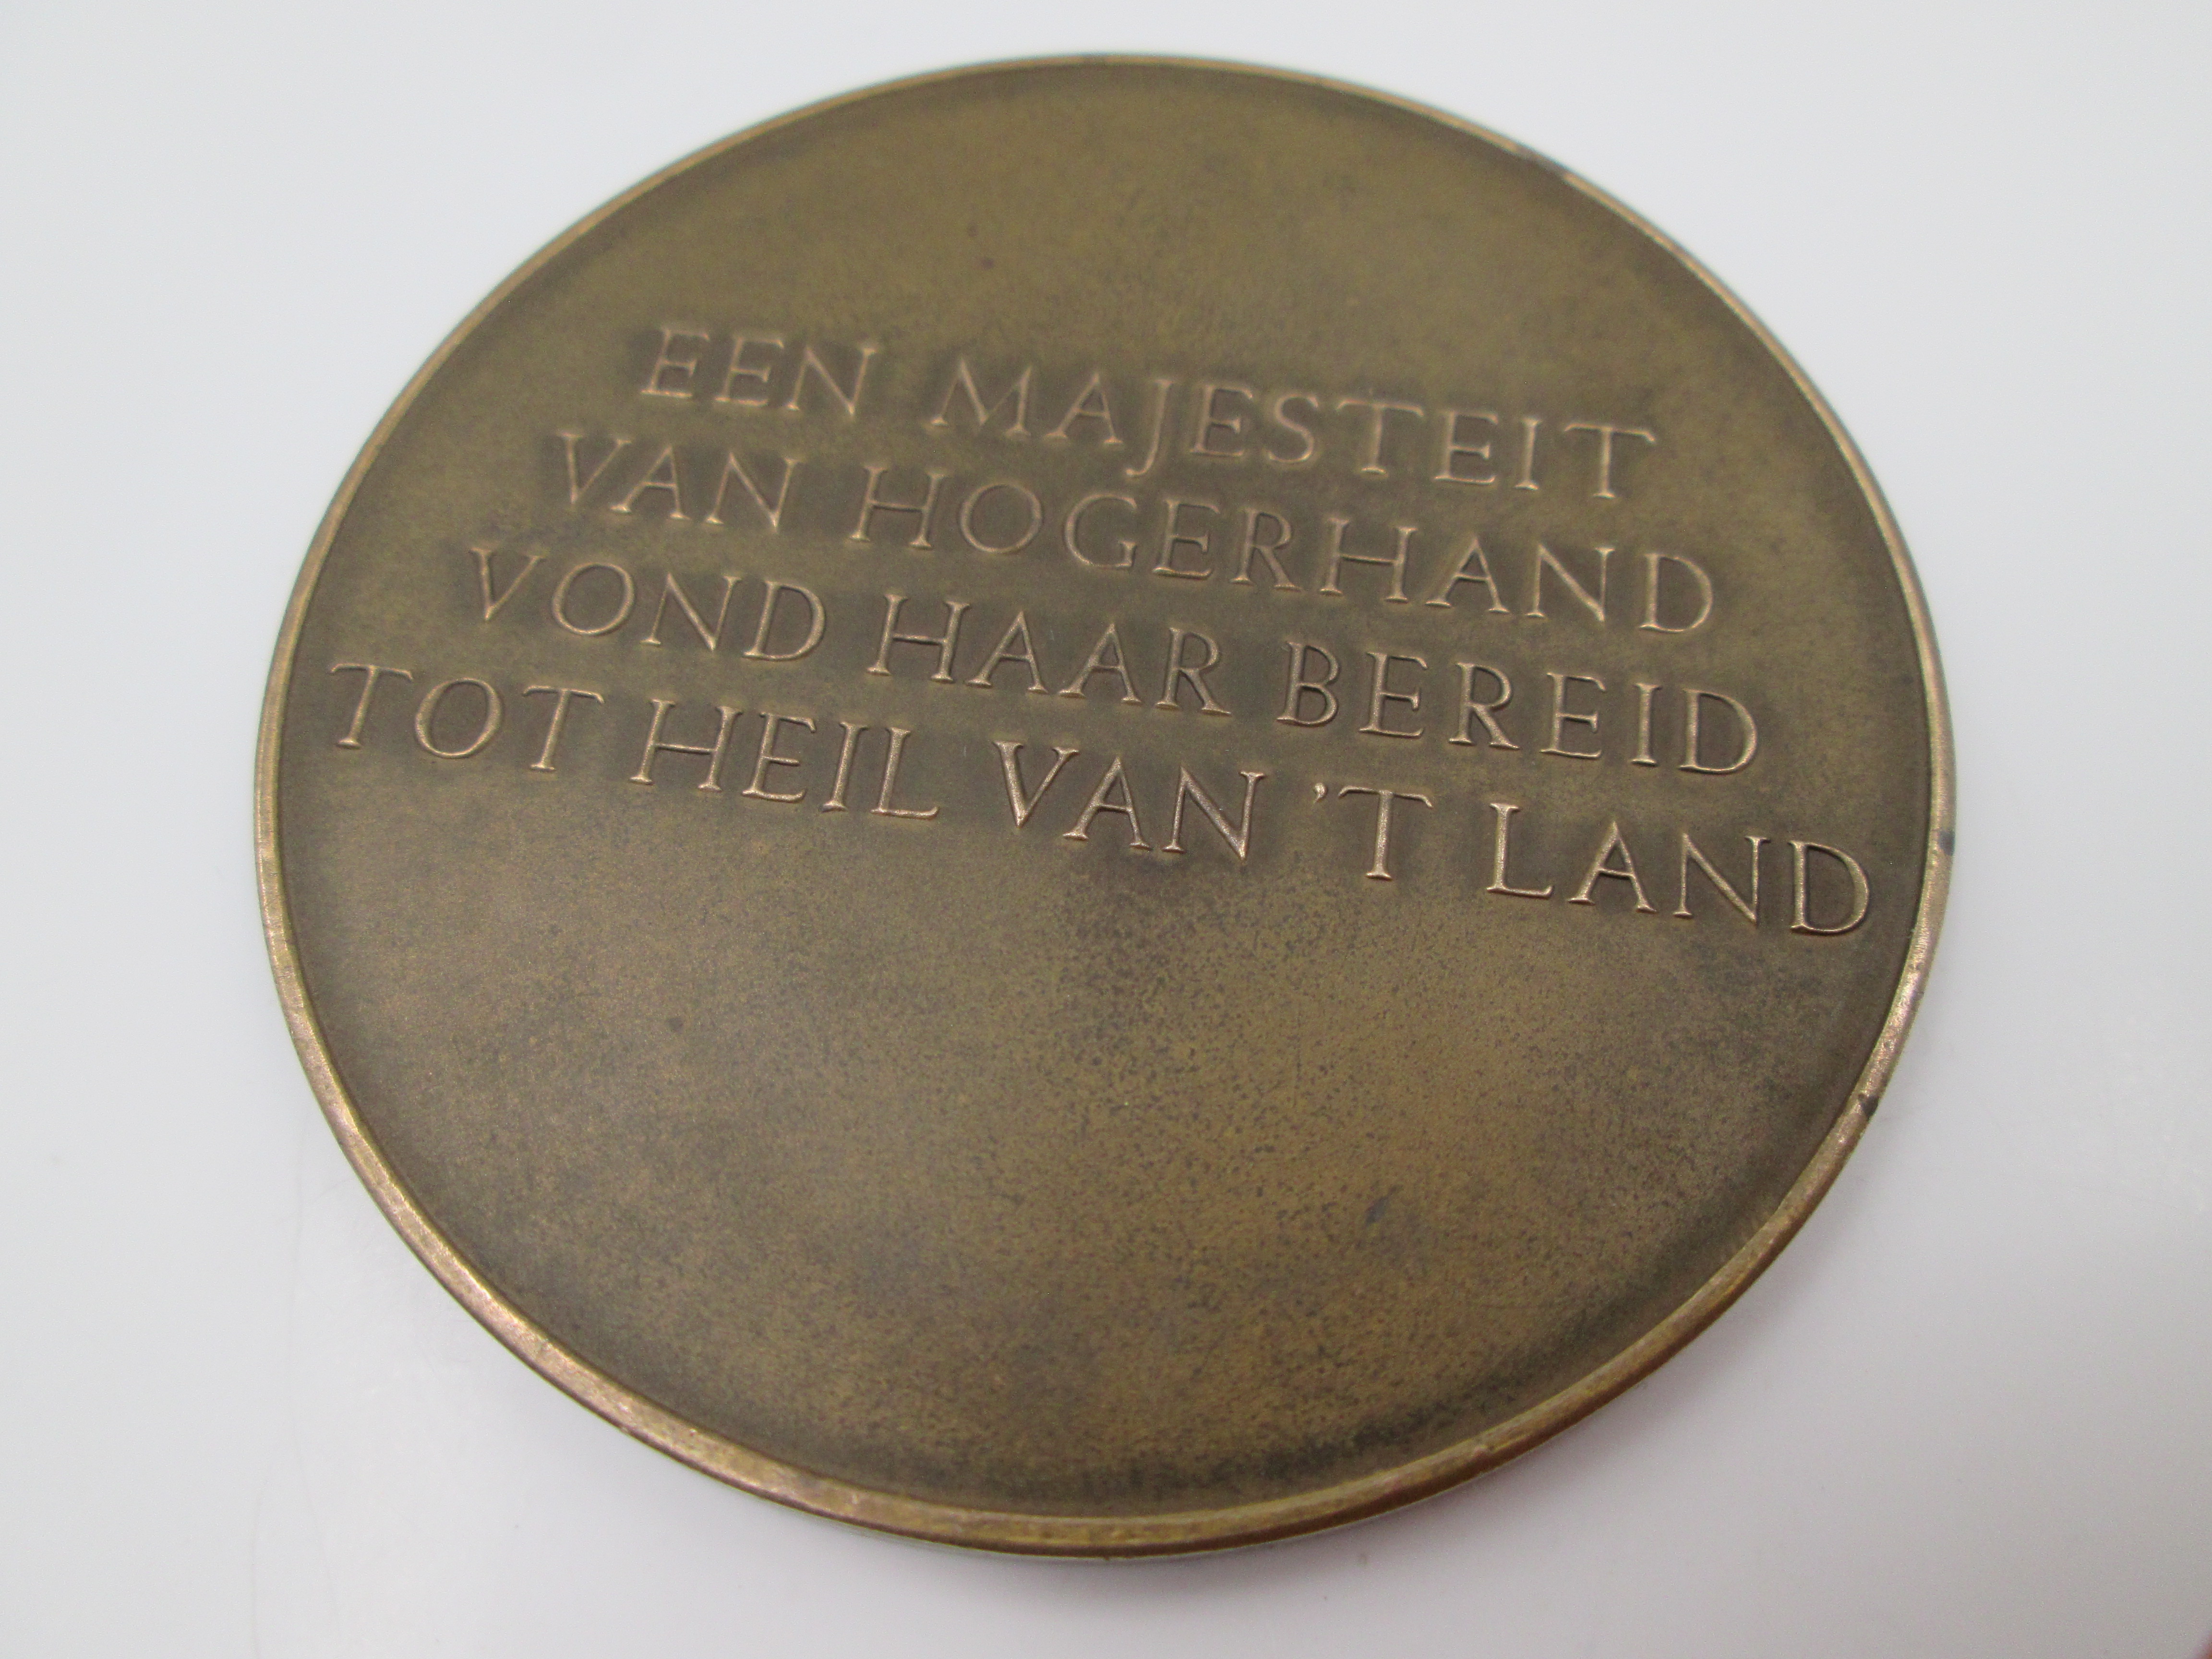 EEN MAJESTEIT
VAN HOGERHAND
VOND HAAR BEREID
TOT HEIL VAN 'T LAND